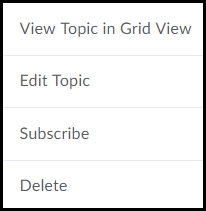 View Topic in Grid View
Edit Topic
Subscribe
Delete